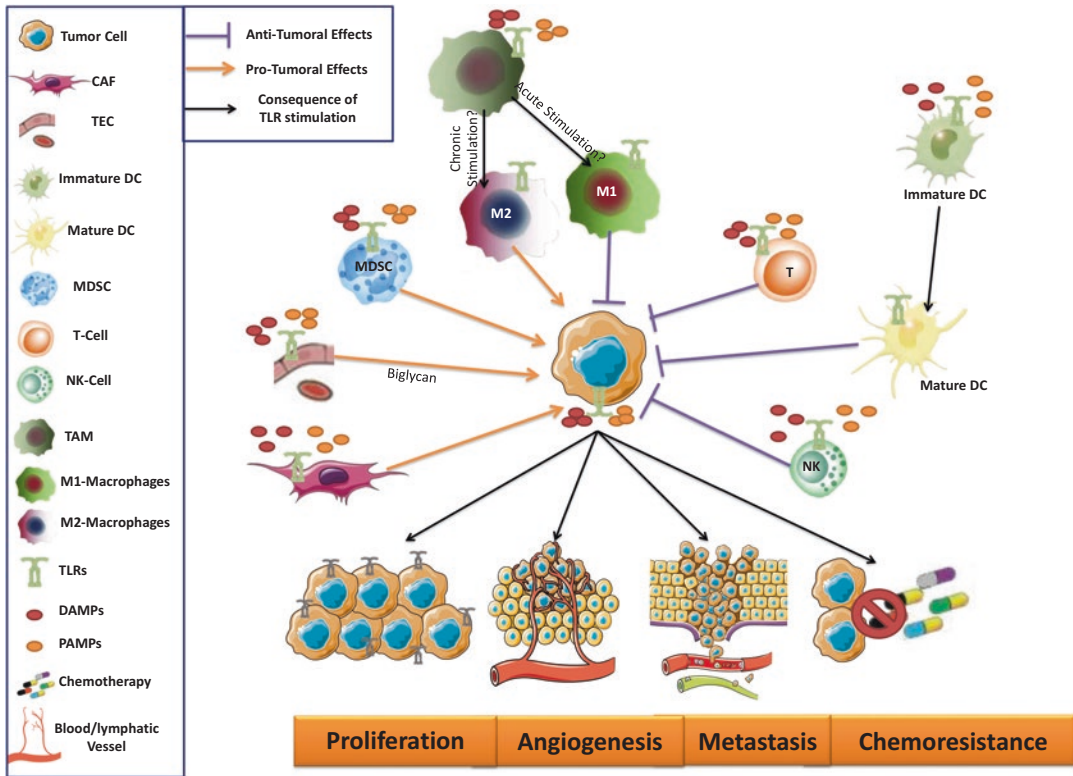 Tumor Cell
CAF
TEC
Immature DC
Mature DC
MDSC
T-Cell
NK-Cell
TAM
M1-Macrophages
M2-Macrophages
TLRs
DAMPs
PAMPs
Chemotherapy
Blood/lymphatic
Vessel
Anti-Tumoral Effects
Pro-Tumoral Effects
Consequence of
TLR stimulation
Chronic
Stimulation?
Acute Stimulation?
M2
M1
MDSC
T
Immature DC
Mature DC
Biglycan
NK
Proliferation
Angiogenesis
Metastasis
Chemoresistance